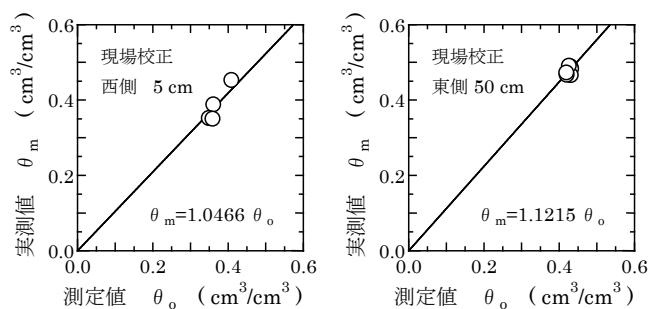 0.6
現場校正
西側 5 cm
0.4
0.2
θm=1.0466 θo
0.0
0.0 0.2 0.4 0.6
実測値 θm (cm³/cm³)
測定値 θo (cm³/cm³)
0.6
現場校正
東側 50 cm
0.4
0.2
θm=1.1215 θo
0.0
0.0 0.2 0.4 0.6
実測値 θm (cm³/cm³)
測定値 θo (cm³/cm³)